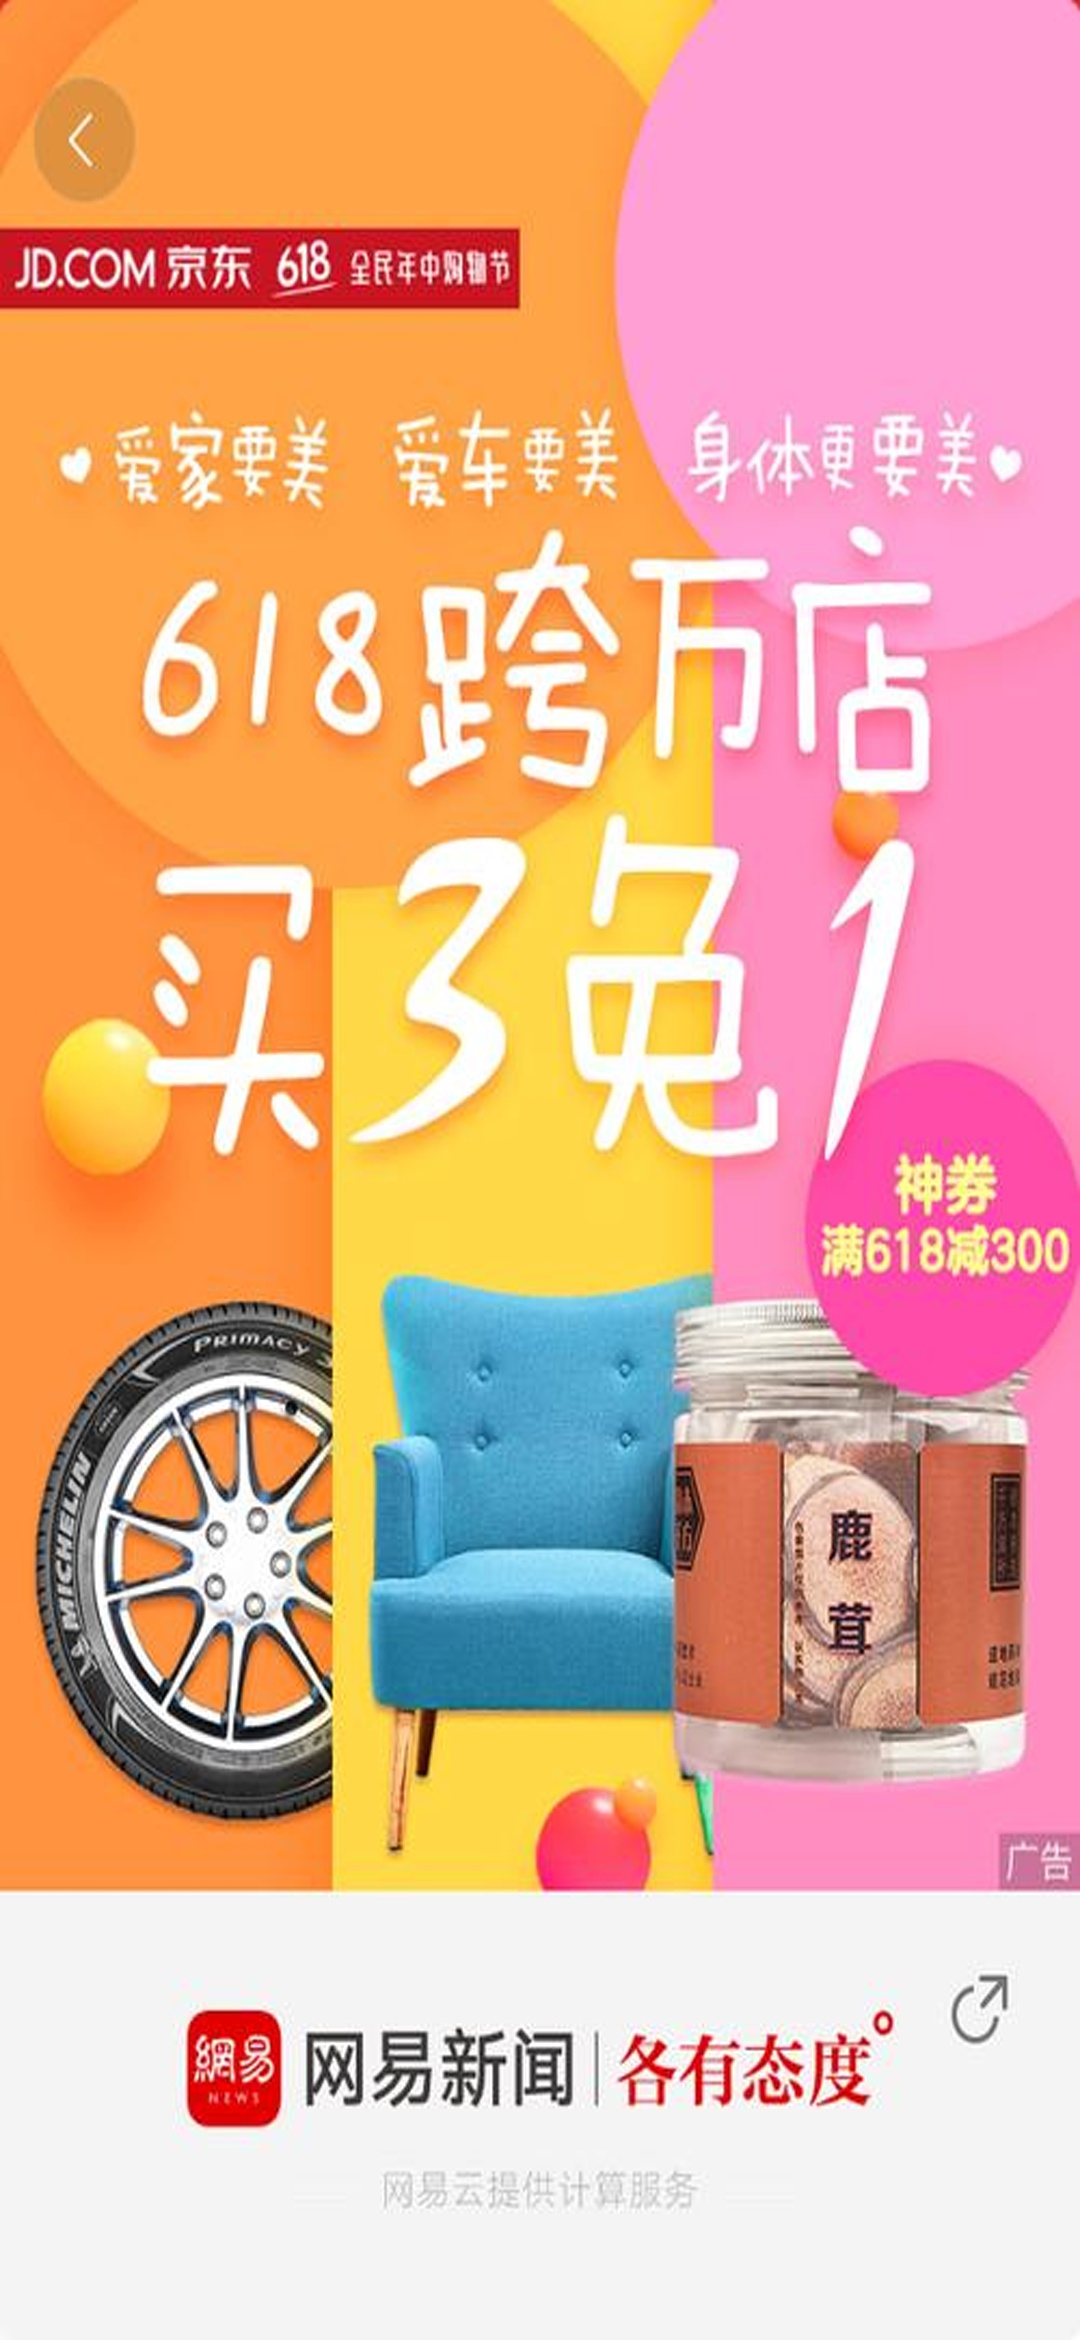 JD.COM 京东 618 全民年中购物节
爱家要美 爱车要美 身体更要美
618跨万店
买3免1
神券
满618减300
PRIMACY 3
MICHELIN
鹿茸
广告
網易
NEWS
网易新闻 各有态度°
网易云提供计算服务